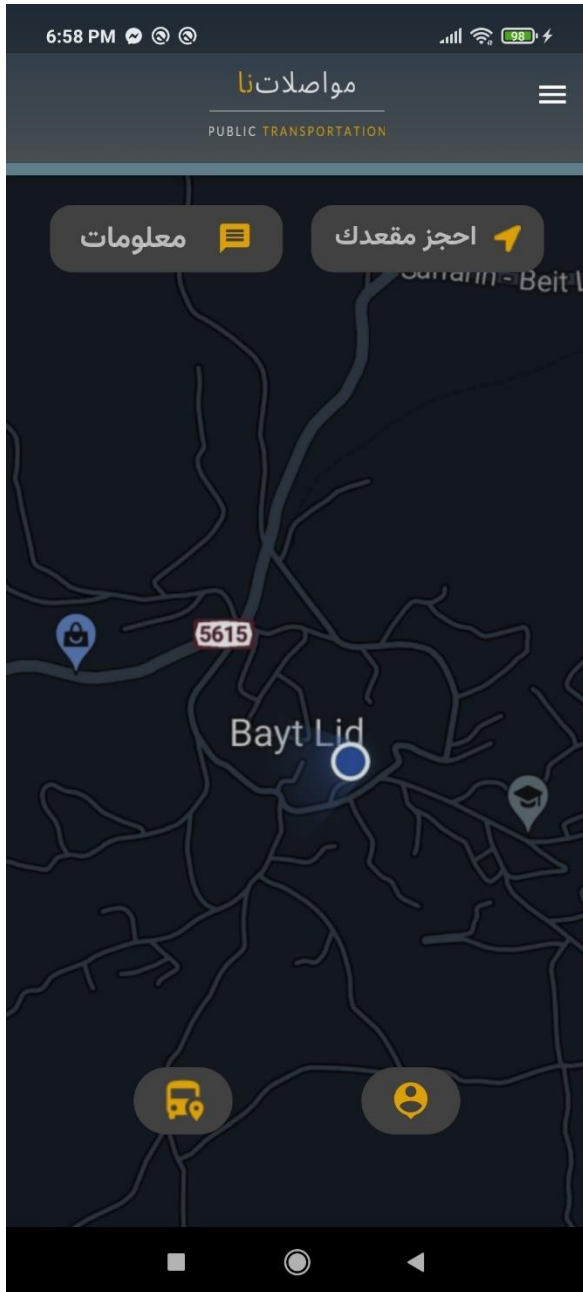 6:58 PM
98
مواصلاتنا
PUBLIC TRANSPORTATION
احجز مقعدك
معلومات
Beit
5615
Bayt Lid